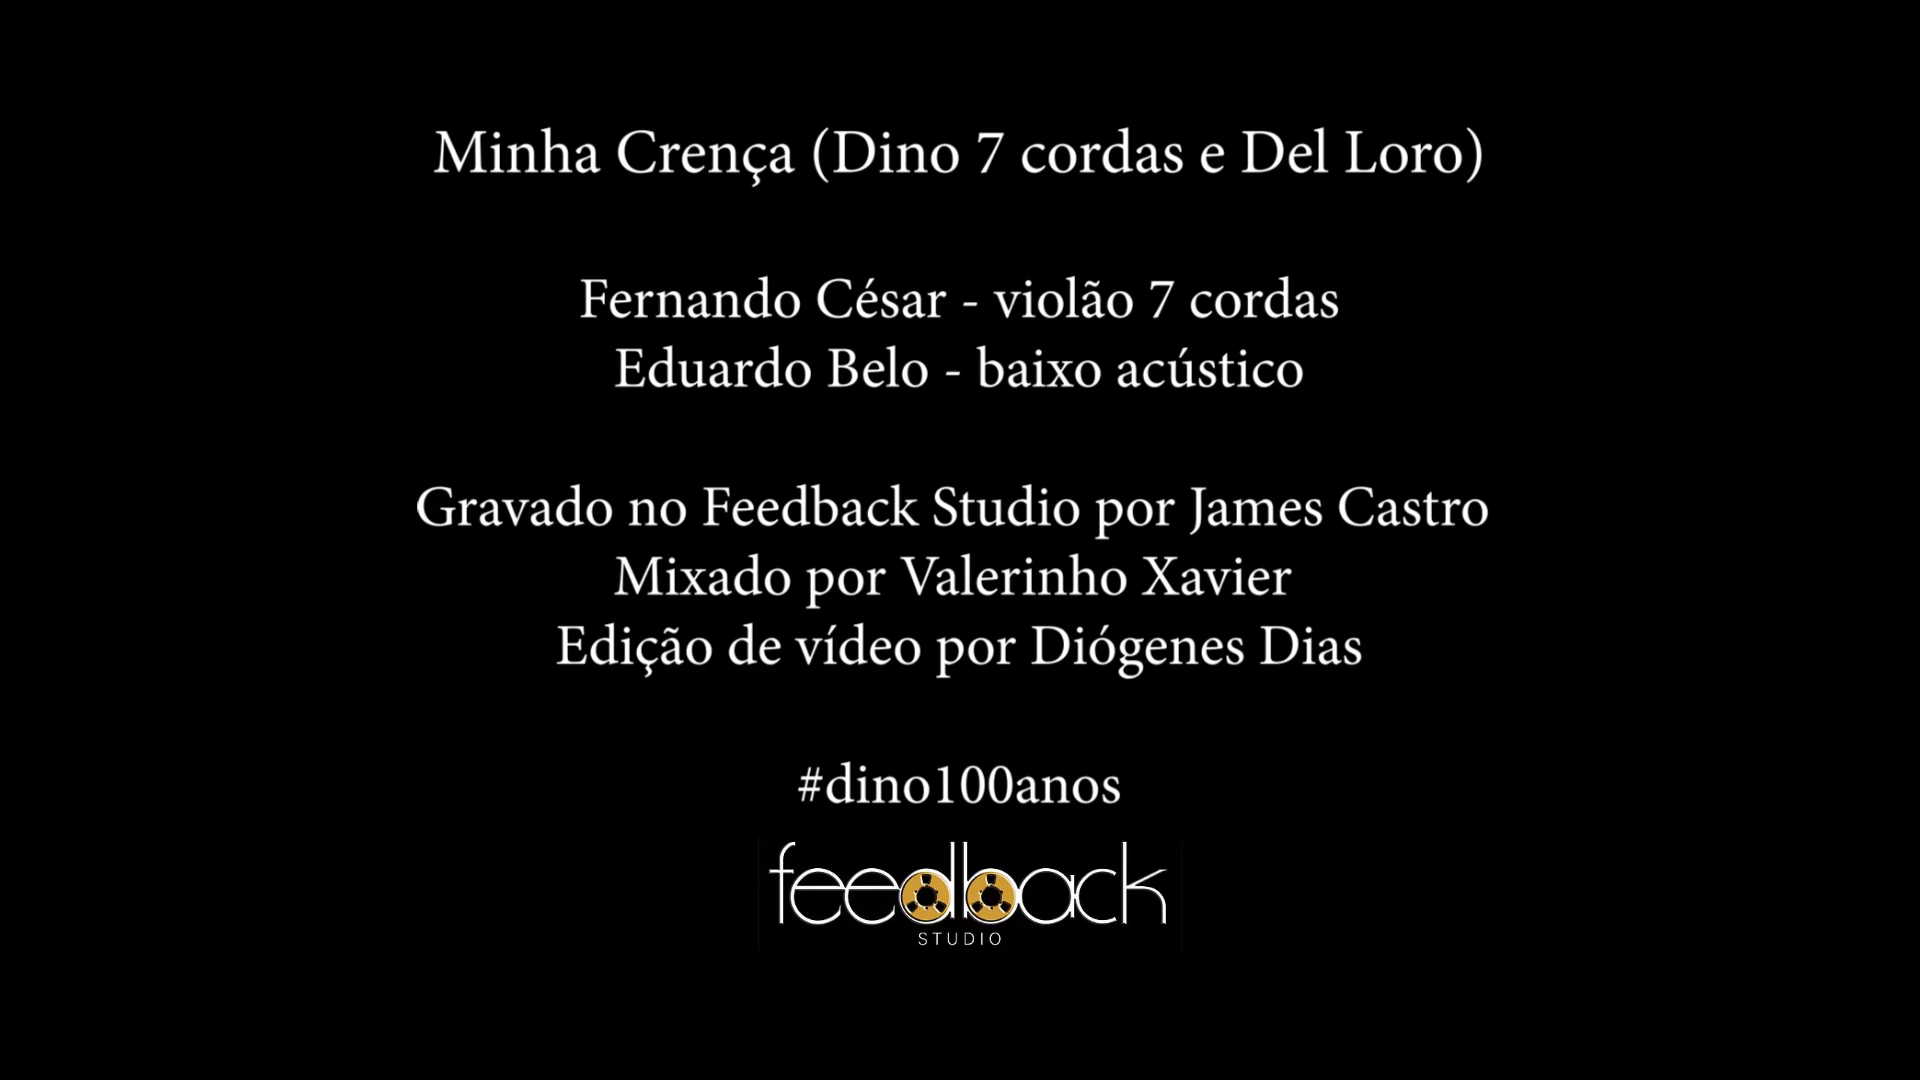 Minha Crença (Dino 7 cordas e Del Loro)
Fernando César - violão 7 cordas
Eduardo Belo - baixo acústico
Gravado no Feedback Studio por James Castro
Mixado por Valerinho Xavier
Edição de vídeo por Diógenes Dias
#dino100anos
feedback
STUDIO